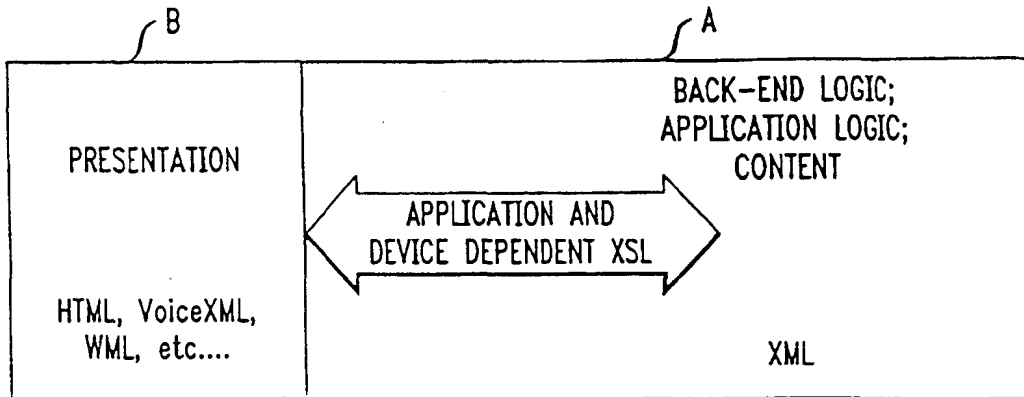 B
A
PRESENTATION
HTML, VoiceXML,
WML, etc....
APPLICATION AND
DEVICE DEPENDENT XSL
BACK-END LOGIC;
APPLICATION LOGIC;
CONTENT
XML